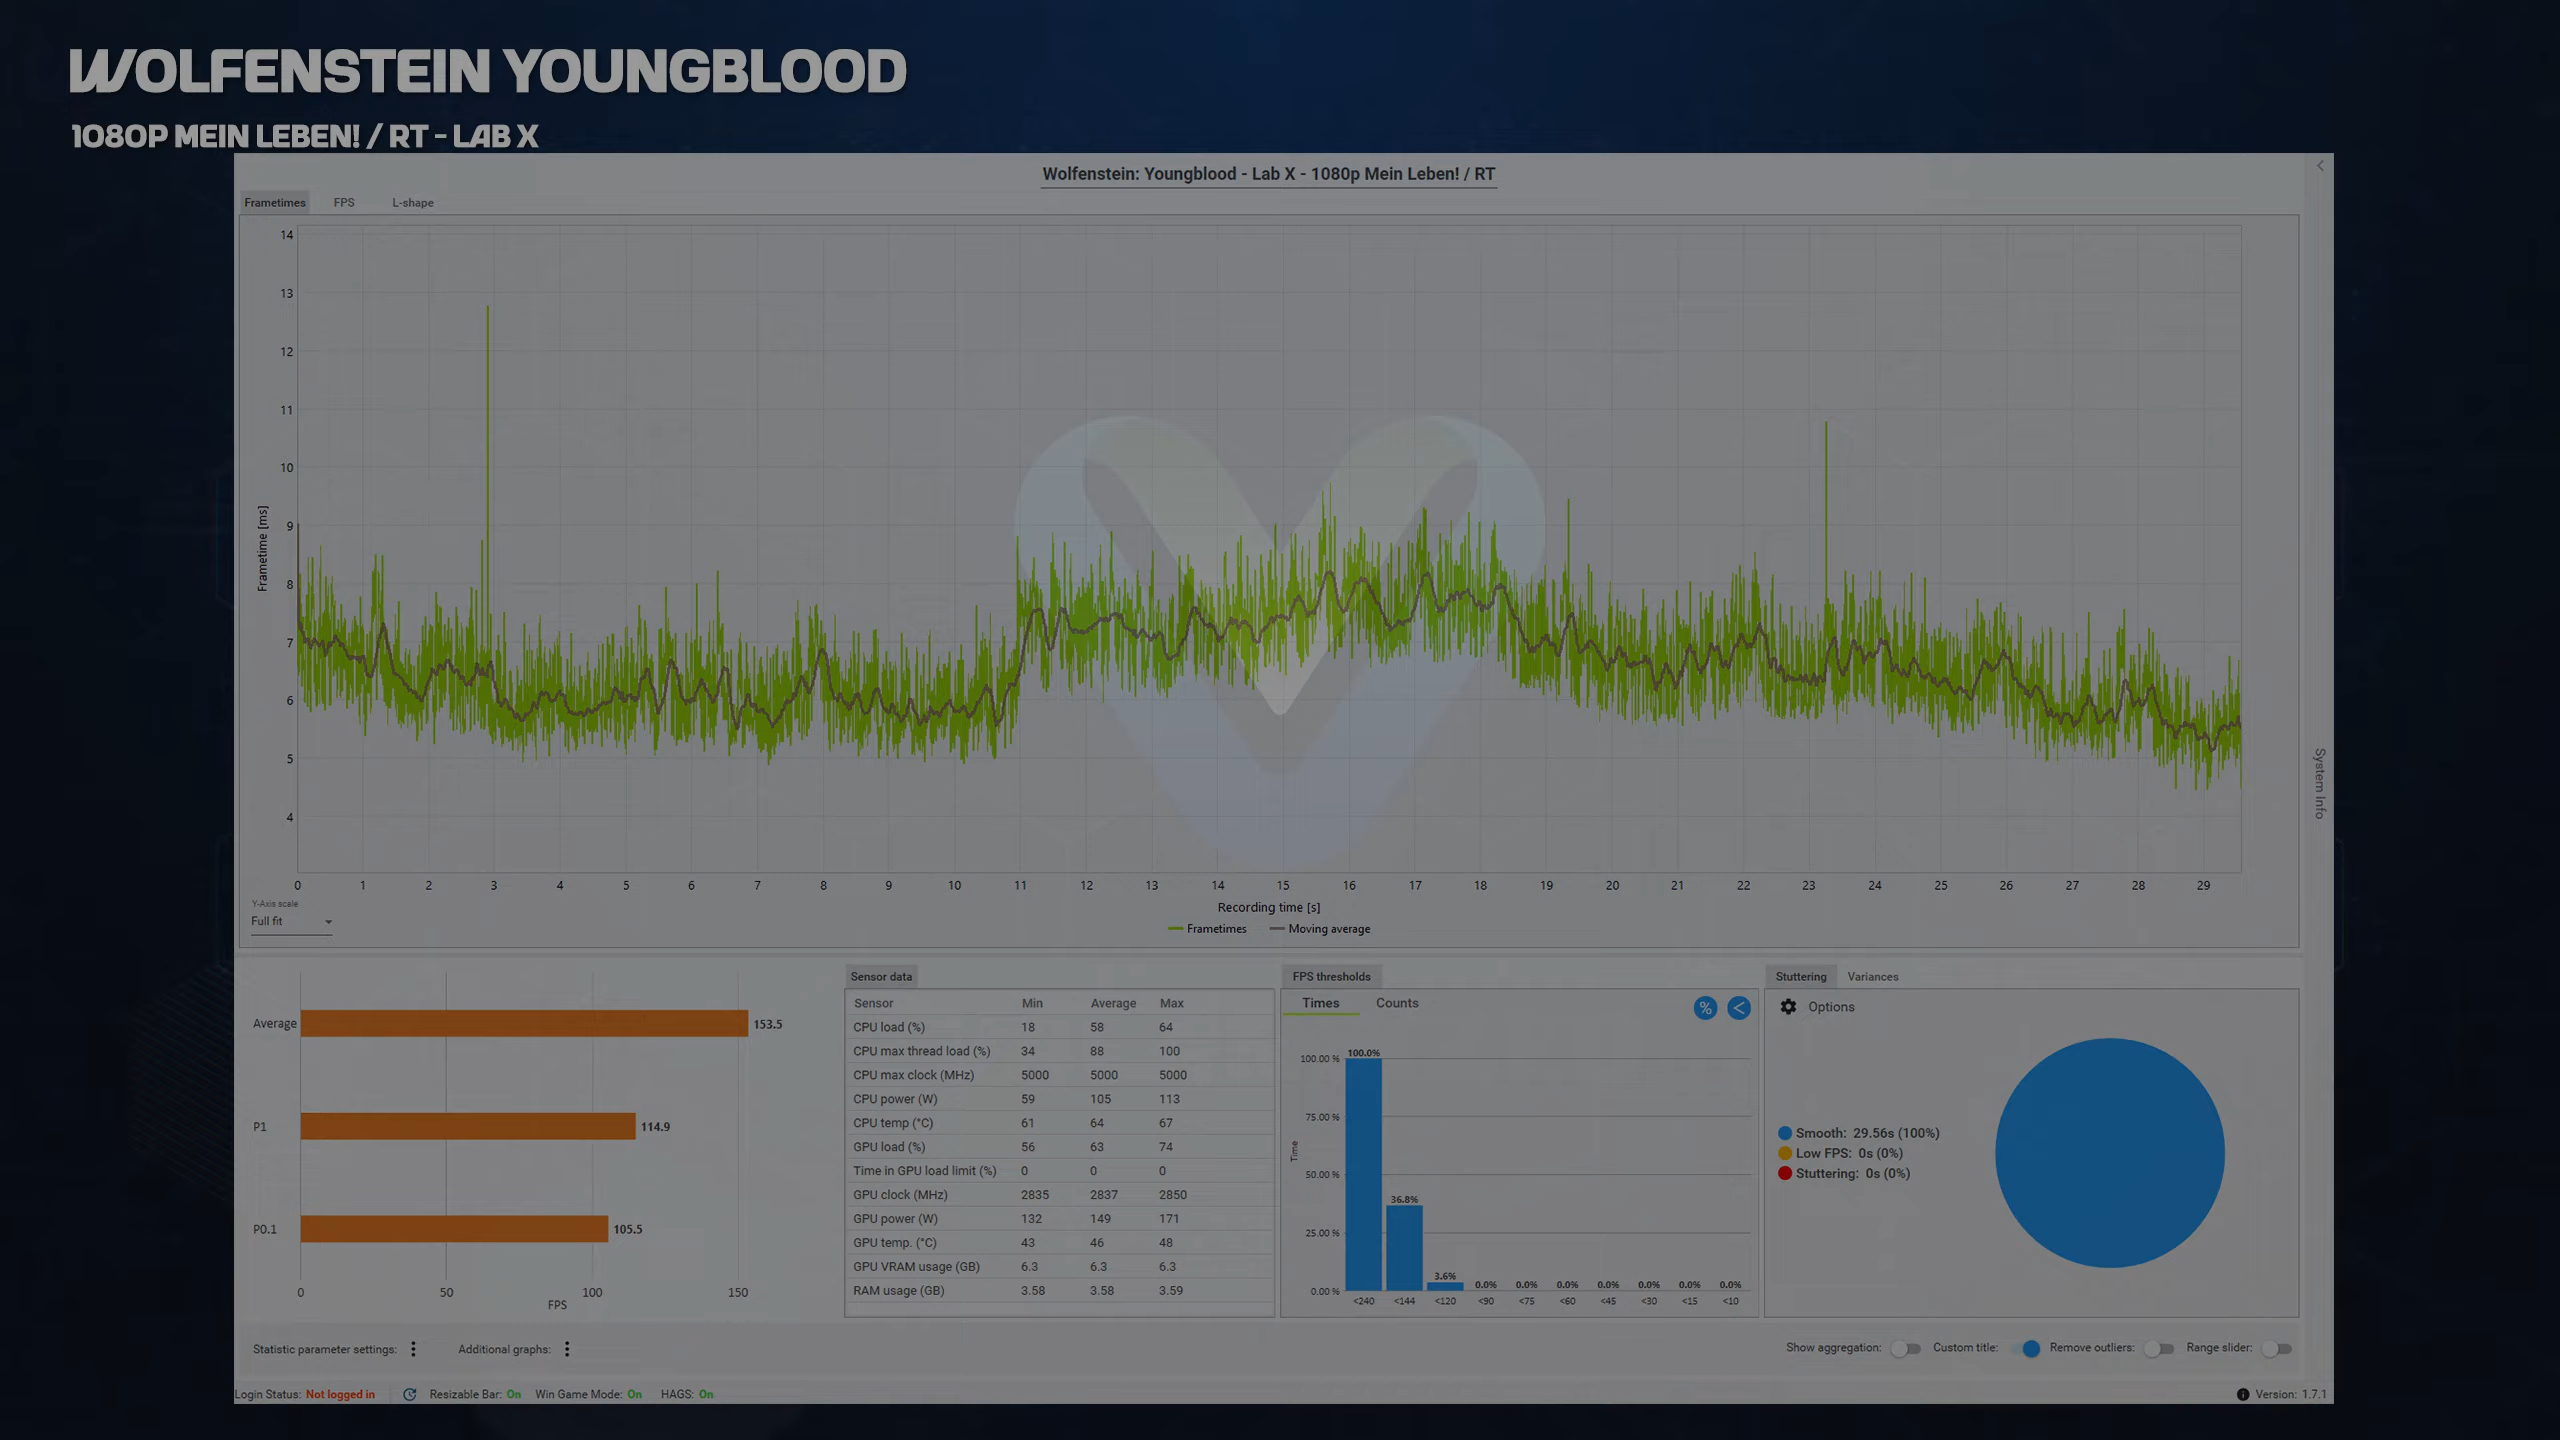 WOLFENSTEIN YOUNGBLOOD
1080P MEIN LEBEN! / RT - LAB X
Wolfenstein: Youngblood - Lab X - 1080p Mein Leben! / RT
Frametimes FPS L-shape
14
13
12
11
10
9
8
7
6
5
4
Frametime [ms]
0 1 2 3 4 5 6 7 8 9 10 11 12 13 14 15 16 17 18 19 20 21 22 23 24 25 26 27 28 29
Recording time [s]
Frametimes Moving average
Y-Axis scale
Full fit
System Info
Average 153.5
P1 114.9
P0.1 105.5
0 50 100 150
FPS
Sensor data
Sensor Min Average Max
CPU load (%) 18 58 64
CPU max thread load (%) 34 88 100
CPU max clock (MHz) 5000 5000 5000
CPU power (W) 59 105 113
CPU temp (°C) 61 64 67
GPU load (%) 56 63 74
Time in GPU load limit (%) 0 0 0
GPU clock (MHz) 2835 2837 2850
GPU power (W) 132 149 171
GPU temp. (°C) 43 46 48
GPU VRAM usage (GB) 6.3 6.3 6.3
RAM usage (GB) 3.58 3.58 3.59
FPS thresholds
Times Counts
% <
100.00 %
75.00 %
50.00 %
25.00 %
0.00 %
Time
100.0% 36.8% 3.6% 0.0% 0.0% 0.0% 0.0% 0.0% 0.0% 0.0%
<240 <144 <120 <90 <75 <60 <45 <30 <15 <10
Stuttering Variances
Options
Smooth: 29.56s (100%)
Low FPS: 0s (0%)
Stuttering: 0s (0%)
Statistic parameter settings: Additional graphs:
Show aggregation: Custom title: Remove outliers: Range slider:
Login Status: Not logged in Resizable Bar: On Win Game Mode: On HAGS: On
Version: 1.7.1